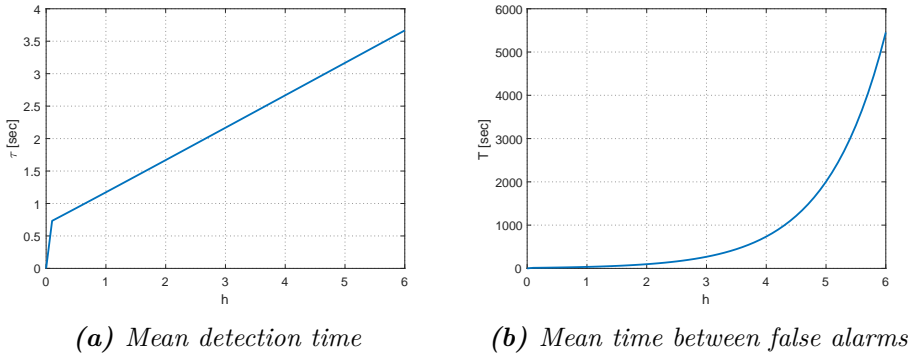 4
3.5
3
2.5
2
1.5
1
0.5
0
τ [sec]
0 1 2 3 4 5 6
h
(a) Mean detection time
6000
5000
4000
3000
2000
1000
0
T [sec]
0 1 2 3 4 5 6
h
(b) Mean time between false alarms